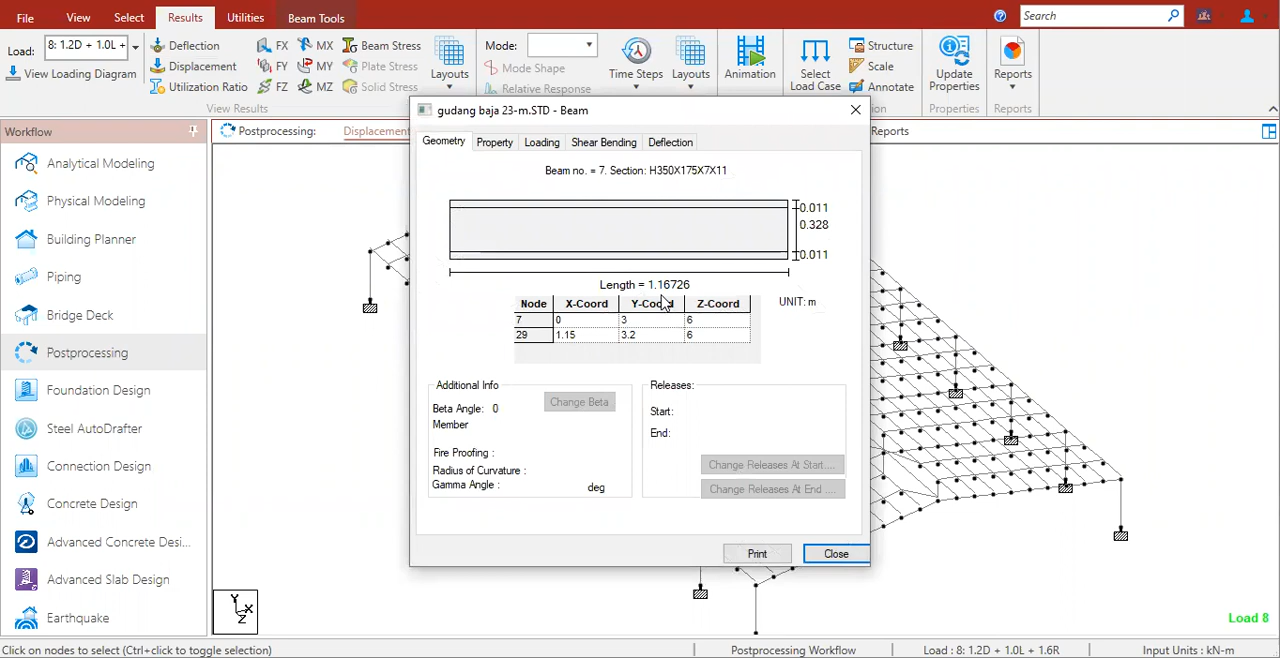 File View Select Results Utilities Beam Tools Search
Load: 8: 1.2D + 1.0L + Deflection FX MX Beam Stress Mode: Structure
Displacement FY MY Plate Stress Mode Shape Scale
View Loading Diagram Utilization Ratio FZ MZ Solid Stress Layouts Relative Response Time Steps Layouts Animation Select Load Case Annotate Update Properties Reports
View Results Properties Reports
Workflow Postprocessing: Displacement Reports
gudang baja 23-m.STD - Beam
Geometry Property Loading Shear Bending Deflection
Beam no. = 7. Section: H350X175X7X11
0.011
0.328
0.011
Length = 1.16726
UNIT: m
Node X-Coord Y-Coord Z-Coord
7 0 3 6
29 1.15 3.2 6
Additional Info
Change Beta
Beta Angle: 0
Member
Fire Proofing :
Radius of Curvature :
Gamma Angle : deg
Releases:
Start:
End:
Change Releases At Start....
Change Releases At End ....
Print Close
Analytical Modeling
Physical Modeling
Building Planner
Piping
Bridge Deck
Postprocessing
Foundation Design
Steel AutoDrafter
Connection Design
Concrete Design
Advanced Concrete Desi...
Advanced Slab Design
Earthquake
Y
X
Z
Load 8
Click on nodes to select (Ctrl+click to toggle selection) Postprocessing Workflow Load : 8: 1.2D + 1.0L + 1.6R Input Units : kN-m